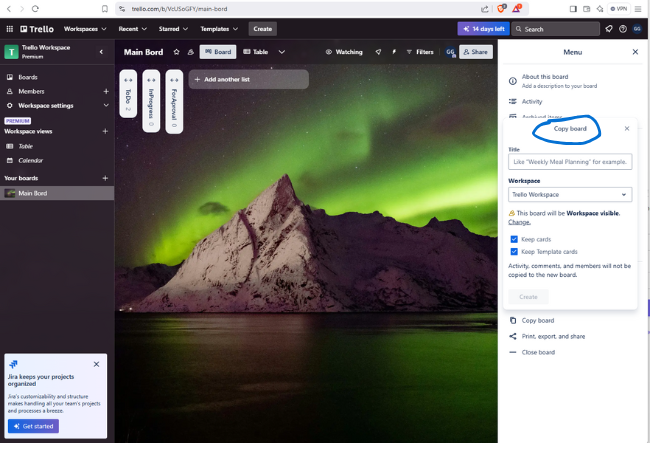 trello.com/b/VcUSoGFY/main-bord
VPN
Trello
Workspaces
Recent
Starred
Templates
Create
14 days left
Search
GG
T
Trello Workspace
Premium
Main Bord
Board
Table
Watching
Filters
GG
Share
Menu
Boards
Members
Workspace settings
PREMIUM
Workspace views
Table
Calendar
Your boards
Main Bord
ToDo 2
InProgress 0
ForAproval 0
Add another list
About this board
Add a description to your board
Activity
Archived items
Copy board
Title
Like "Weekly Meal Planning" for example.
Workspace
Trello Workspace
This board will be Workspace visible.
Change.
Keep cards
Keep Template cards
Activity, comments, and members will not be
copied to the new board.
Create
Copy board
Print, export, and share
Close board
Jira keeps your projects
organized
Jira's customizability and structure
makes handling all your team's projects
and processes a breeze.
Get started